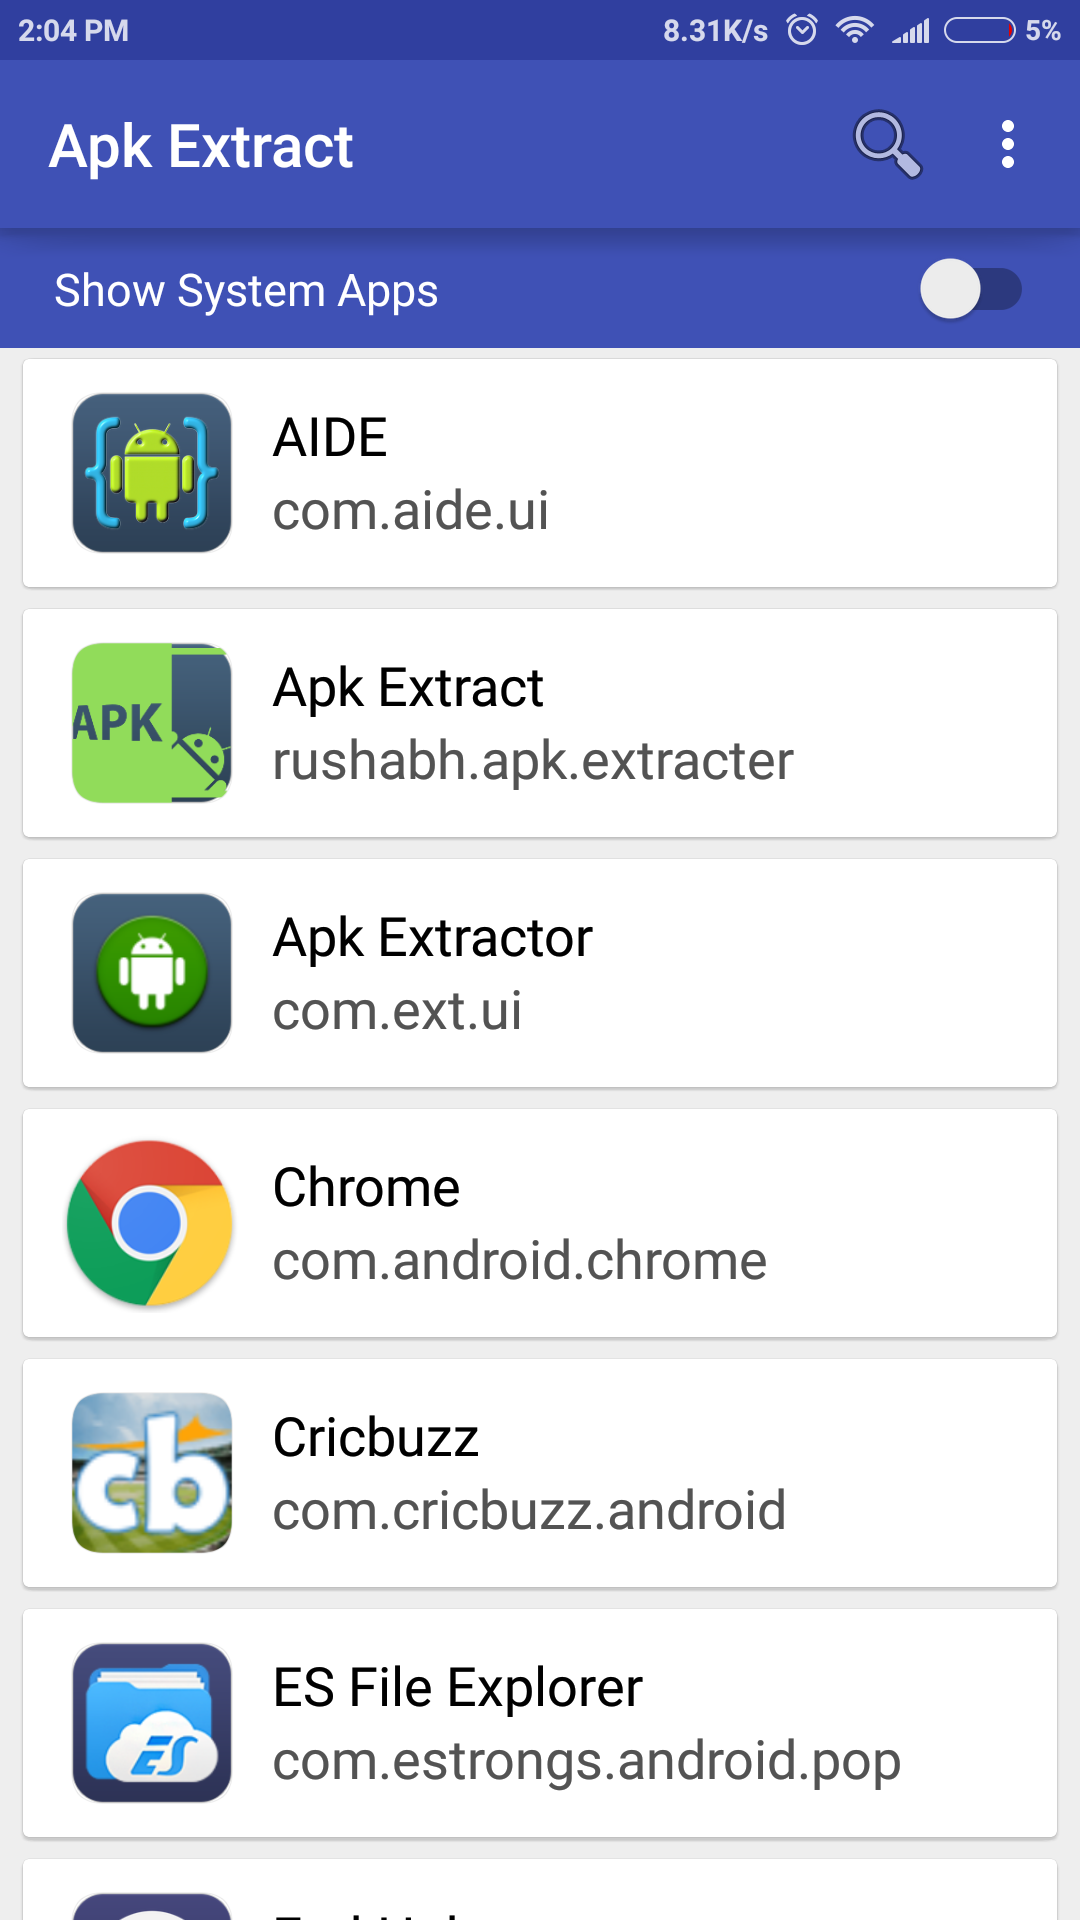 2:04 PM 8.31K/s 5%
Apk Extract
Show System Apps
AIDE
com.aide.ui
APK
Apk Extract
rushabh.apk.extracter
Apk Extractor
com.ext.ui
Chrome
com.android.chrome
cb
Cricbuzz
com.cricbuzz.android
ES
ES File Explorer
com.estrongs.android.pop